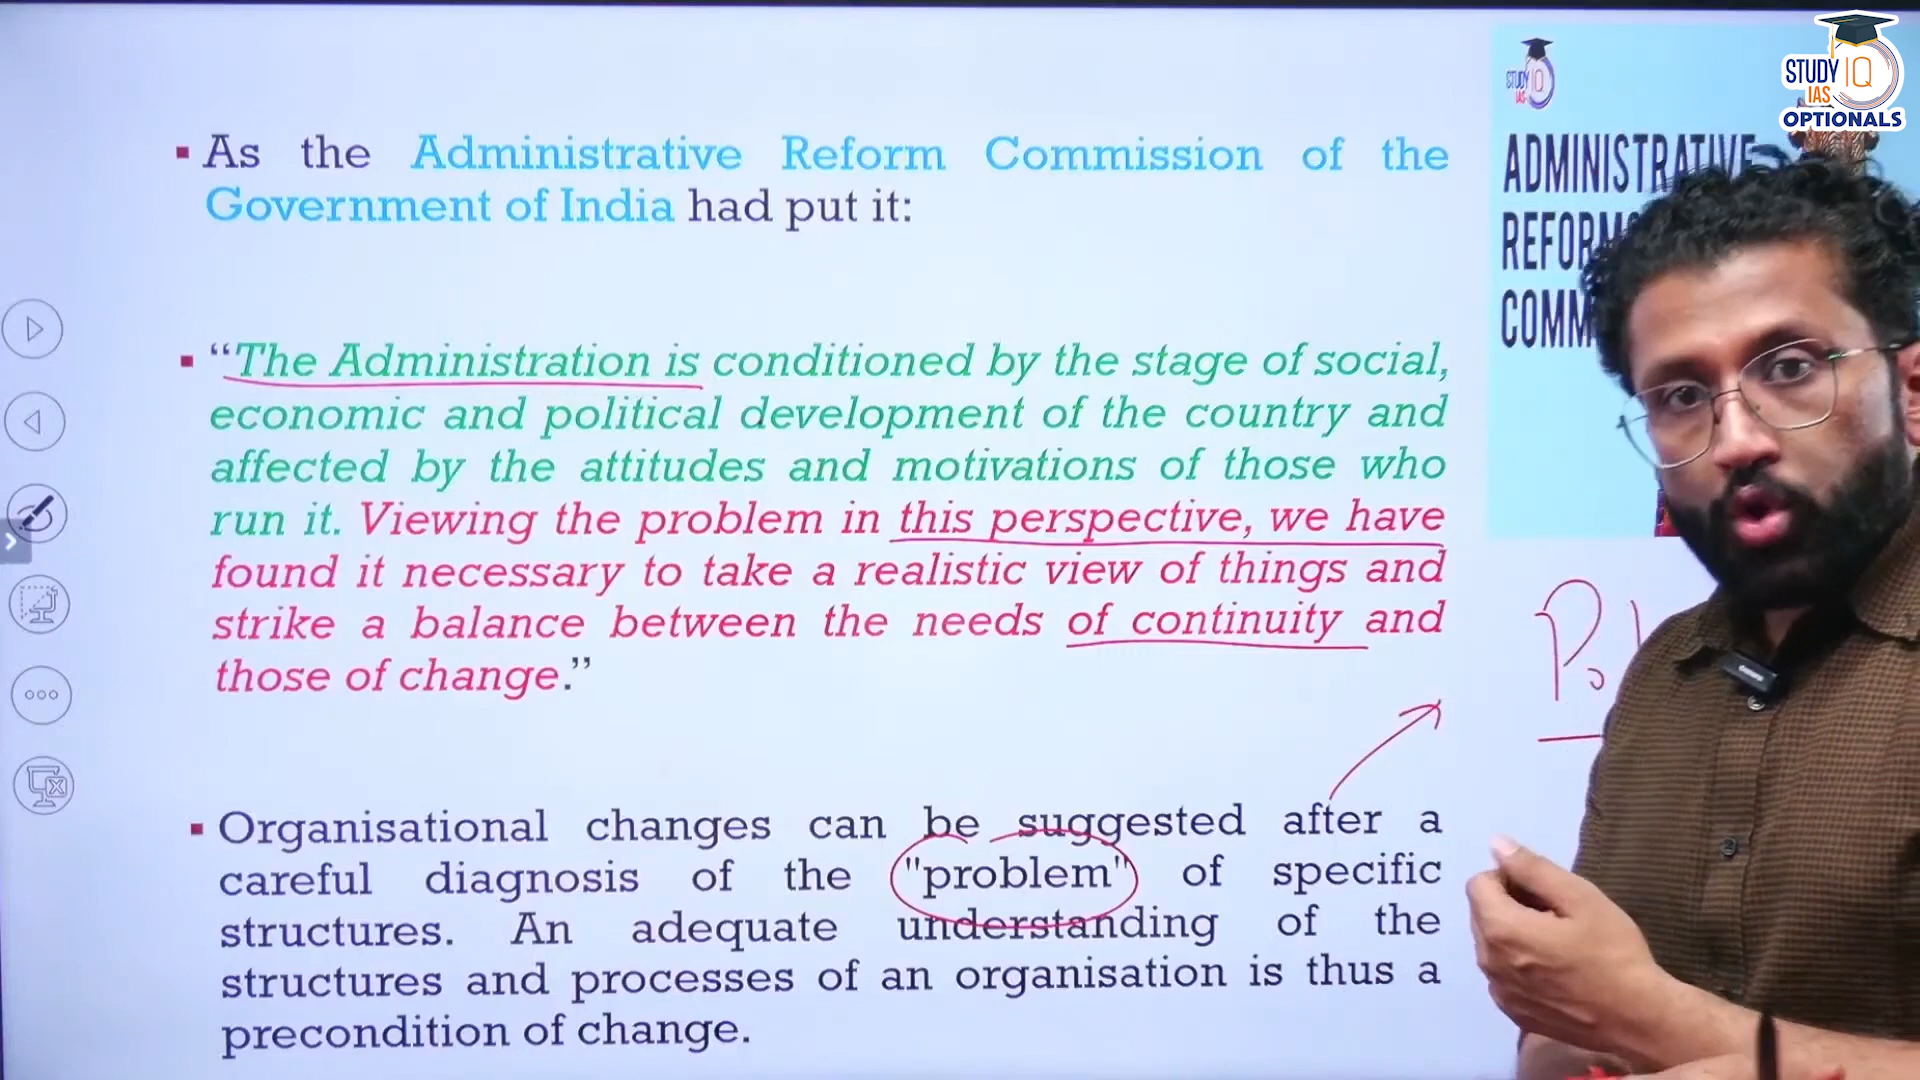 STUDY IQ
IAS
OPTIONALS
STUDY IQ
IAS
ADMINISTRATIVE
REFORMS
COMM
As the Administrative Reform Commission of the
Government of India had put it:
“The Administration is conditioned by the stage of social,
economic and political development of the country and
affected by the attitudes and motivations of those who
run it. Viewing the problem in this perspective, we have
found it necessary to take a realistic view of things and
strike a balance between the needs of continuity and
those of change.”
Organisational changes can be suggested after a
careful diagnosis of the "problem" of specific
structures. An adequate understanding of the
structures and processes of an organisation is thus a
precondition of change.